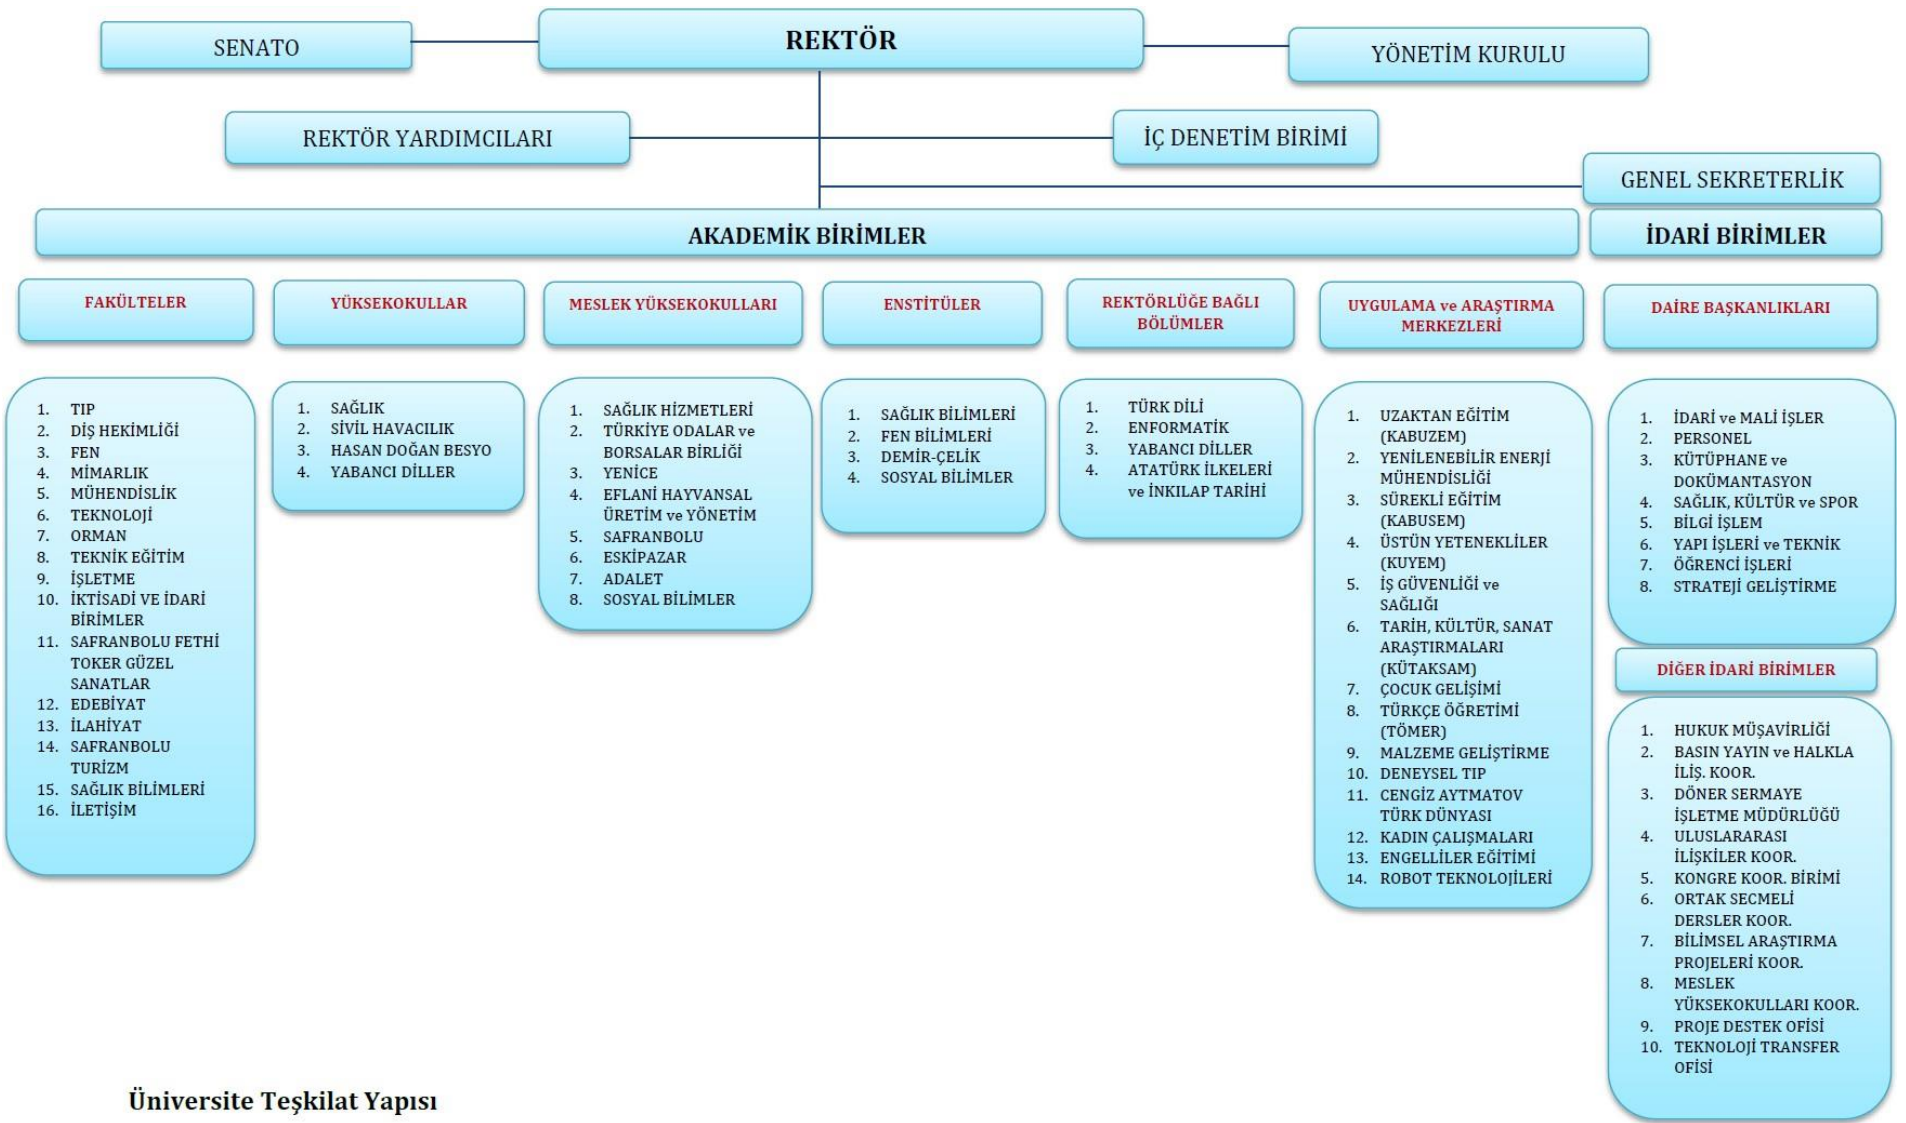 SENATO
REKTÖR
YÖNETİM KURULU
REKTÖR YARDIMCILARI
İÇ DENETİM BİRİMİ
GENEL SEKRETERLİK
AKADEMİK BİRİMLER
İDARİ BİRİMLER
FAKÜLTELER
1. TIP
2. DİŞ HEKİMLİĞİ
3. FEN
4. MİMARLIK
5. MÜHENDİSLİK
6. TEKNOLOJİ
7. ORMAN
8. TEKNİK EĞİTİM
9. İŞLETME
10. İKTİSADİ VE İDARİ
BİRİMLER
11. SAFRANBOLU FETHİ
TOKER GÜZEL
SANATLAR
12. EDEBİYAT
13. İLAHİYAT
14. SAFRANBOLU
TURİZM
15. SAĞLIK BİLİMLERİ
16. İLETİŞİM
YÜKSEKOKULLAR
1. SAĞLIK
2. SİVİL HAVACILIK
3. HASAN DOĞAN BESYO
4. YABANCI DİLLER
MESLEK YÜKSEKOKULLARI
1. SAĞLIK HİZMETLERİ
2. TÜRKİYE ODALAR ve
BORSALAR BİRLİĞİ
3. YENİCE
4. EFLANİ HAYVANSAL
ÜRETİM ve YÖNETİM
5. SAFRANBOLU
6. ESKİPAZAR
7. ADALET
8. SOSYAL BİLİMLER
ENSTİTÜLER
1. SAĞLIK BİLİMLERİ
2. FEN BİLİMLERİ
3. DEMİR-ÇELİK
4. SOSYAL BİLİMLER
REKTÖRLÜĞE BAĞLI
BÖLÜMLER
1. TÜRK DİLİ
2. ENFORMATİK
3. YABANCI DİLLER
4. ATATÜRK İLKELERİ
ve İNKILAP TARİHİ
UYGULAMA ve ARAŞTIRMA
MERKEZLERİ
1. UZAKTAN EĞİTİM
(KABUZEM)
2. YENİLENEBİLİR ENERJİ
MÜHENDİSLİĞİ
3. SÜREKLİ EĞİTİM
(KABUSEM)
4. ÜSTÜN YETENEKLİLER
(KUYEM)
5. İŞ GÜVENLİĞİ ve
SAĞLIĞI
6. TARİH, KÜLTÜR, SANAT
ARAŞTIRMALARI
(KÜTAKSAM)
7. ÇOCUK GELİŞİMİ
8. TÜRKÇE ÖĞRETİMİ
(TÖMER)
9. MALZEME GELİŞTİRME
10. DENEYSEL TIP
11. CENGİZ AYTMATOV
TÜRK DÜNYASI
12. KADIN ÇALIŞMALARI
13. ENGELLİLER EĞİTİMİ
14. ROBOT TEKNOLOJİLERİ
DAİRE BAŞKANLIKLARI
1. İDARİ ve MALİ İŞLER
2. PERSONEL
3. KÜTÜPHANE ve
DOKÜMANTASYON
4. SAĞLIK, KÜLTÜR ve SPOR
5. BİLGİ İŞLEM
6. YAPI İŞLERİ ve TEKNİK
7. ÖĞRENCİ İŞLERİ
8. STRATEJİ GELİŞTİRME
DİĞER İDARİ BİRİMLER
1. HUKUK MÜŞAVİRLİĞİ
2. BASIN YAYIN ve HALKLA
İLİŞ. KOOR.
3. DÖNER SERMAYE
İŞLETME MÜDÜRLÜĞÜ
4. ULUSLARARASI
İLİŞKİLER KOOR.
5. KONGRE KOOR. BİRİMİ
6. ORTAK SECMELİ
DERSLER KOOR.
7. BİLİMSEL ARAŞTIRMA
PROJELERİ KOOR.
8. MESLEK
YÜKSEKOKULLARI KOOR.
9. PROJE DESTEK OFİSİ
10. TEKNOLOJİ TRANSFER
OFİSİ
Üniversite Teşkilat Yapısı